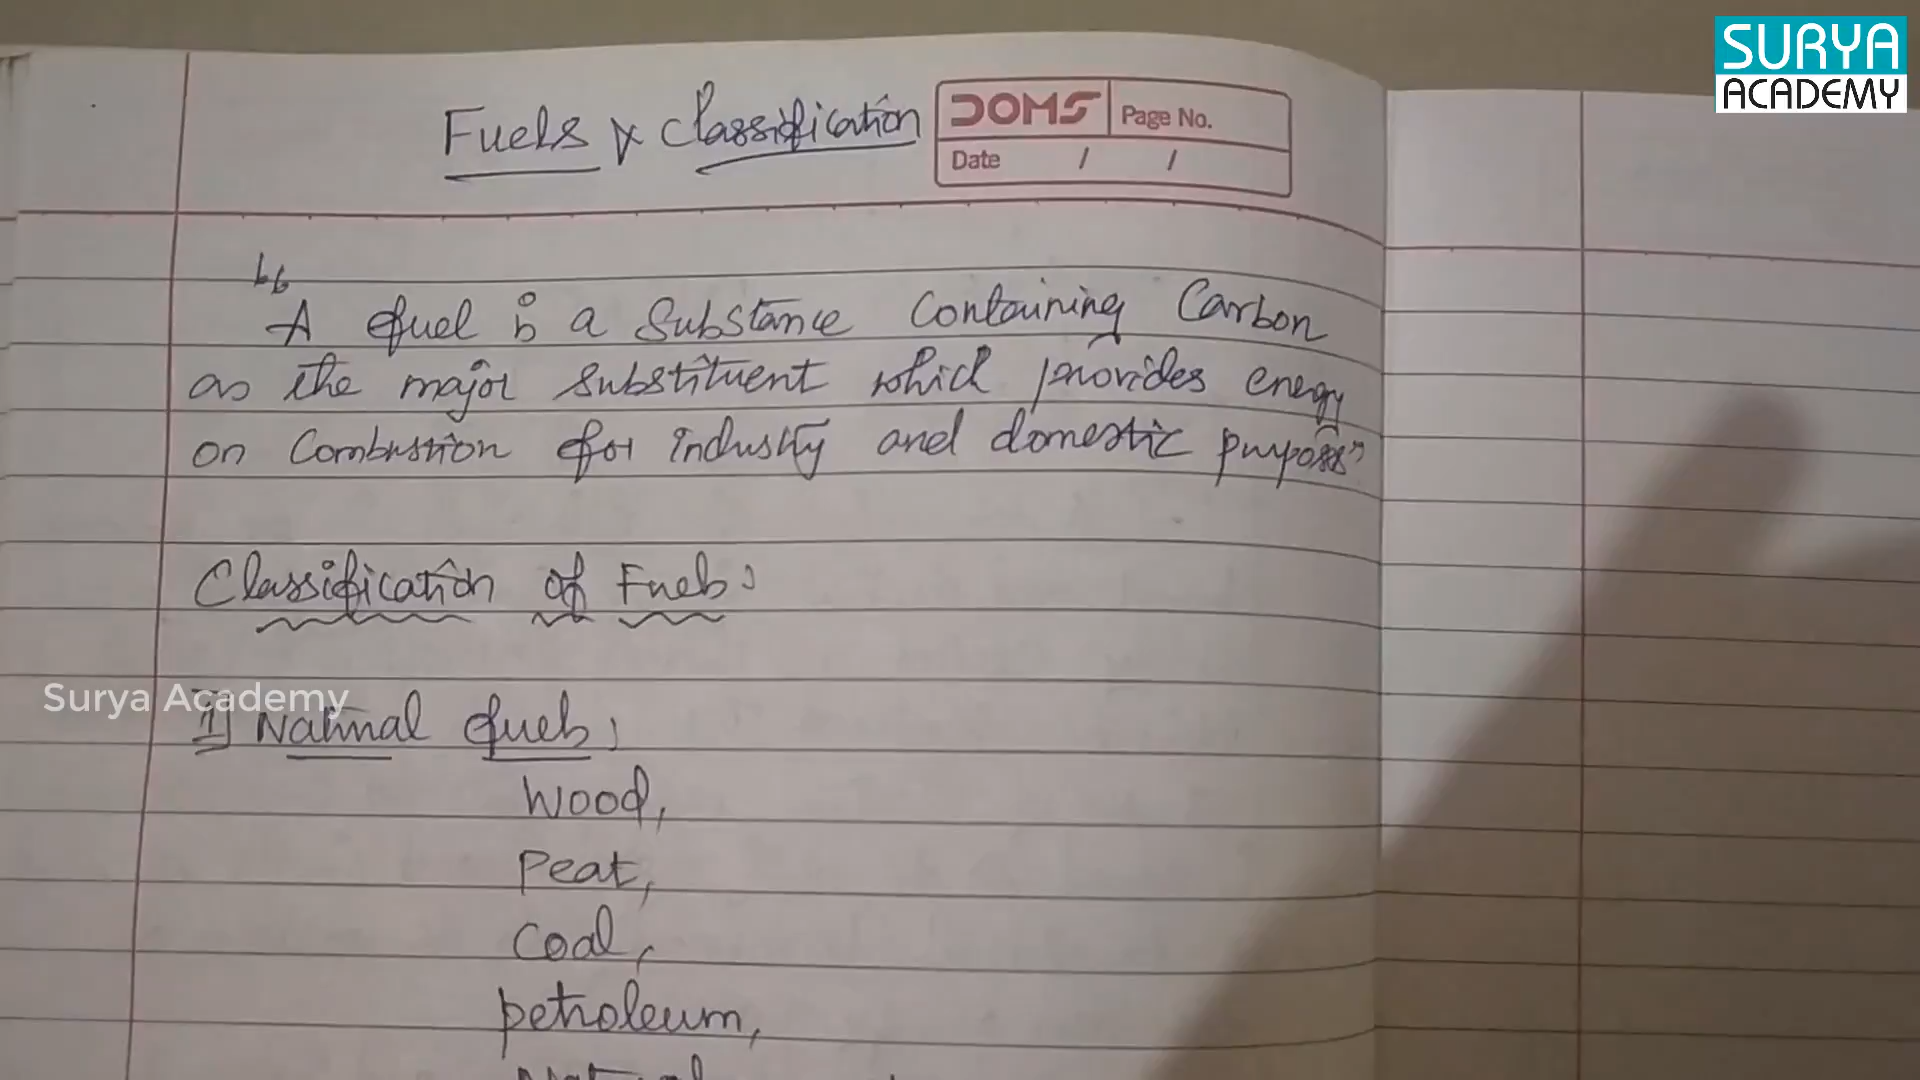 SURYA
ACADEMY
Fuels & Classification
DOMS Page No.
Date / /
"A fuel is a Substance Containing Carbon
as the major substituent which provides energy
on Combustion for industry and domestic purposes"
Classification of Fuels:
Surya Academy
1] Natural fuels:
Wood,
Peat,
Coal,
petroleum,
Natural